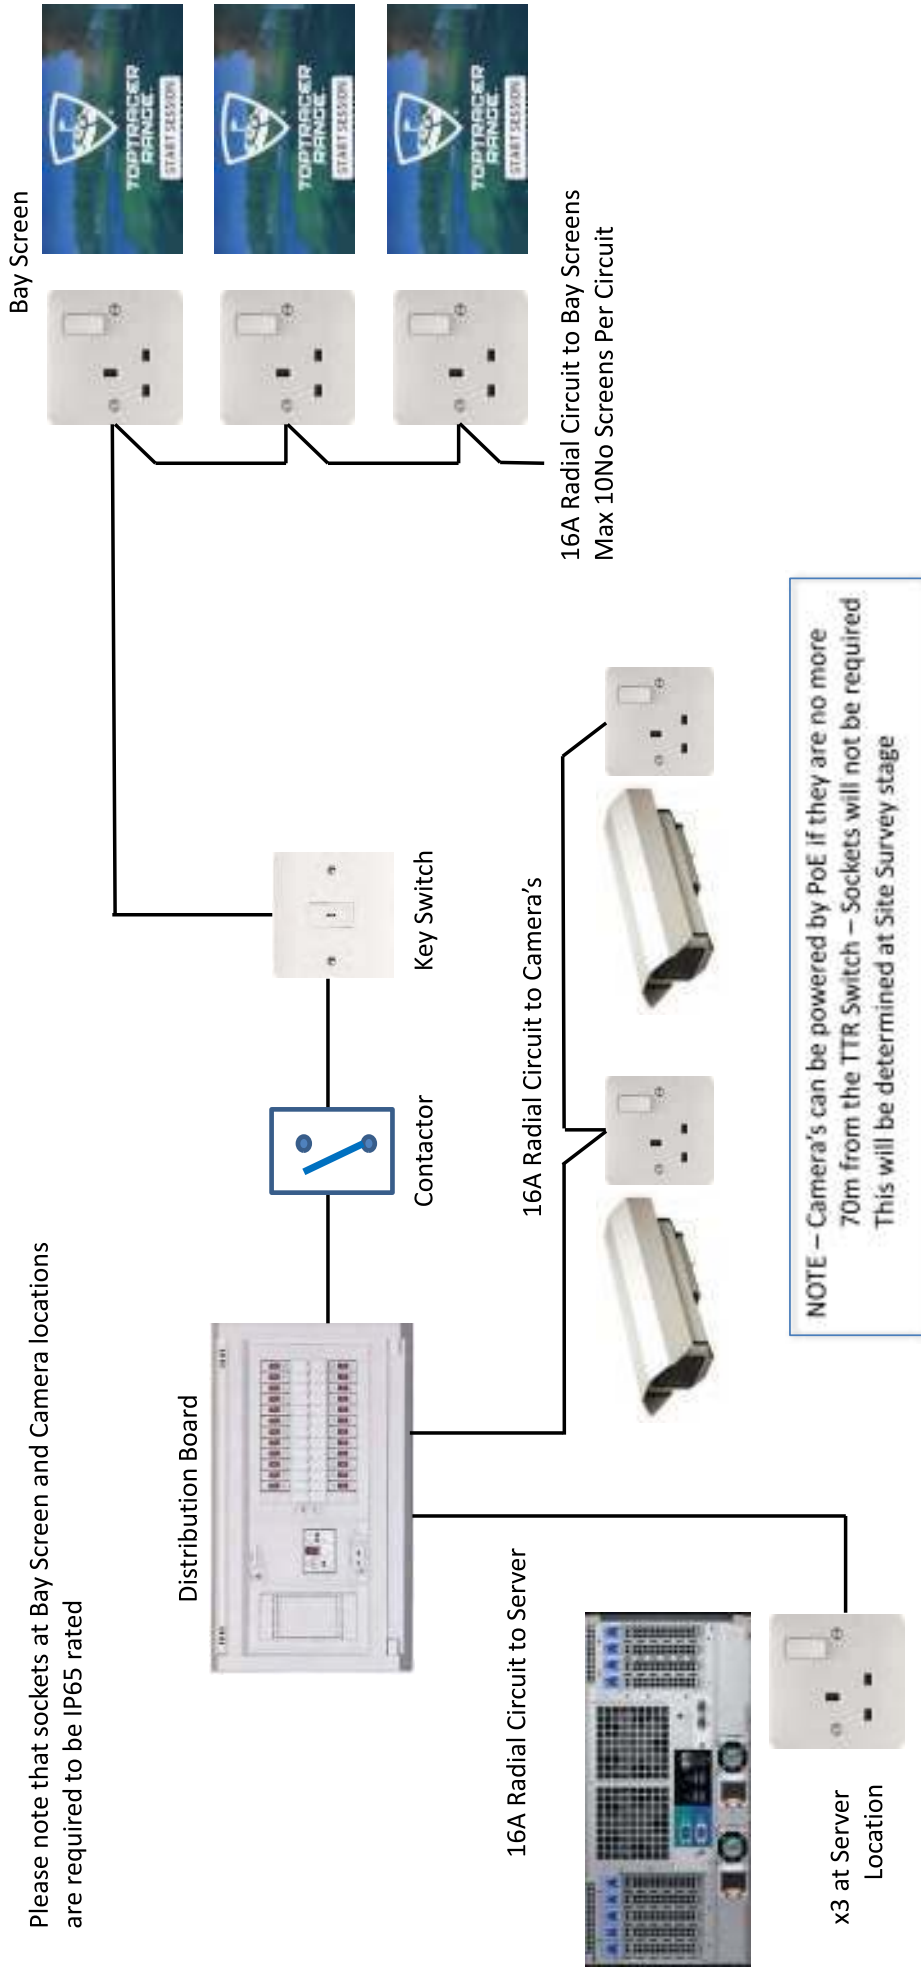 Please note that sockets at Bay Screen and Camera locations
are required to be IP65 rated
Distribution Board
Contactor
Key Switch
Bay Screen
TOPTRACER
RANGE.
START SESSION
TOPTRACER
RANGE.
START SESSION
TOPTRACER
RANGE.
START SESSION
16A Radial Circuit to Bay Screens
Max 10No Screens Per Circuit
16A Radial Circuit to Camera's
16A Radial Circuit to Server
x3 at Server
Location
NOTE – Camera's can be powered by PoE if they are no more
70m from the TTR Switch – Sockets will not be required
This will be determined at Site Survey stage